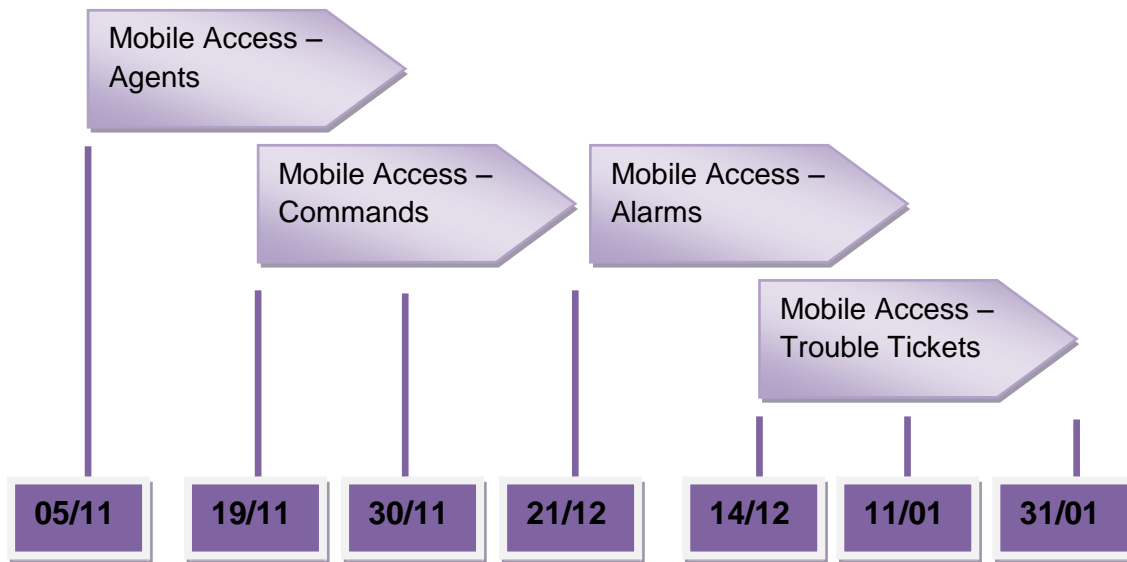 Mobile Access –
Agents
Mobile Access –
Commands
Mobile Access –
Alarms
Mobile Access –
Trouble Tickets
05/11
19/11
30/11
21/12
14/12
11/01
31/01